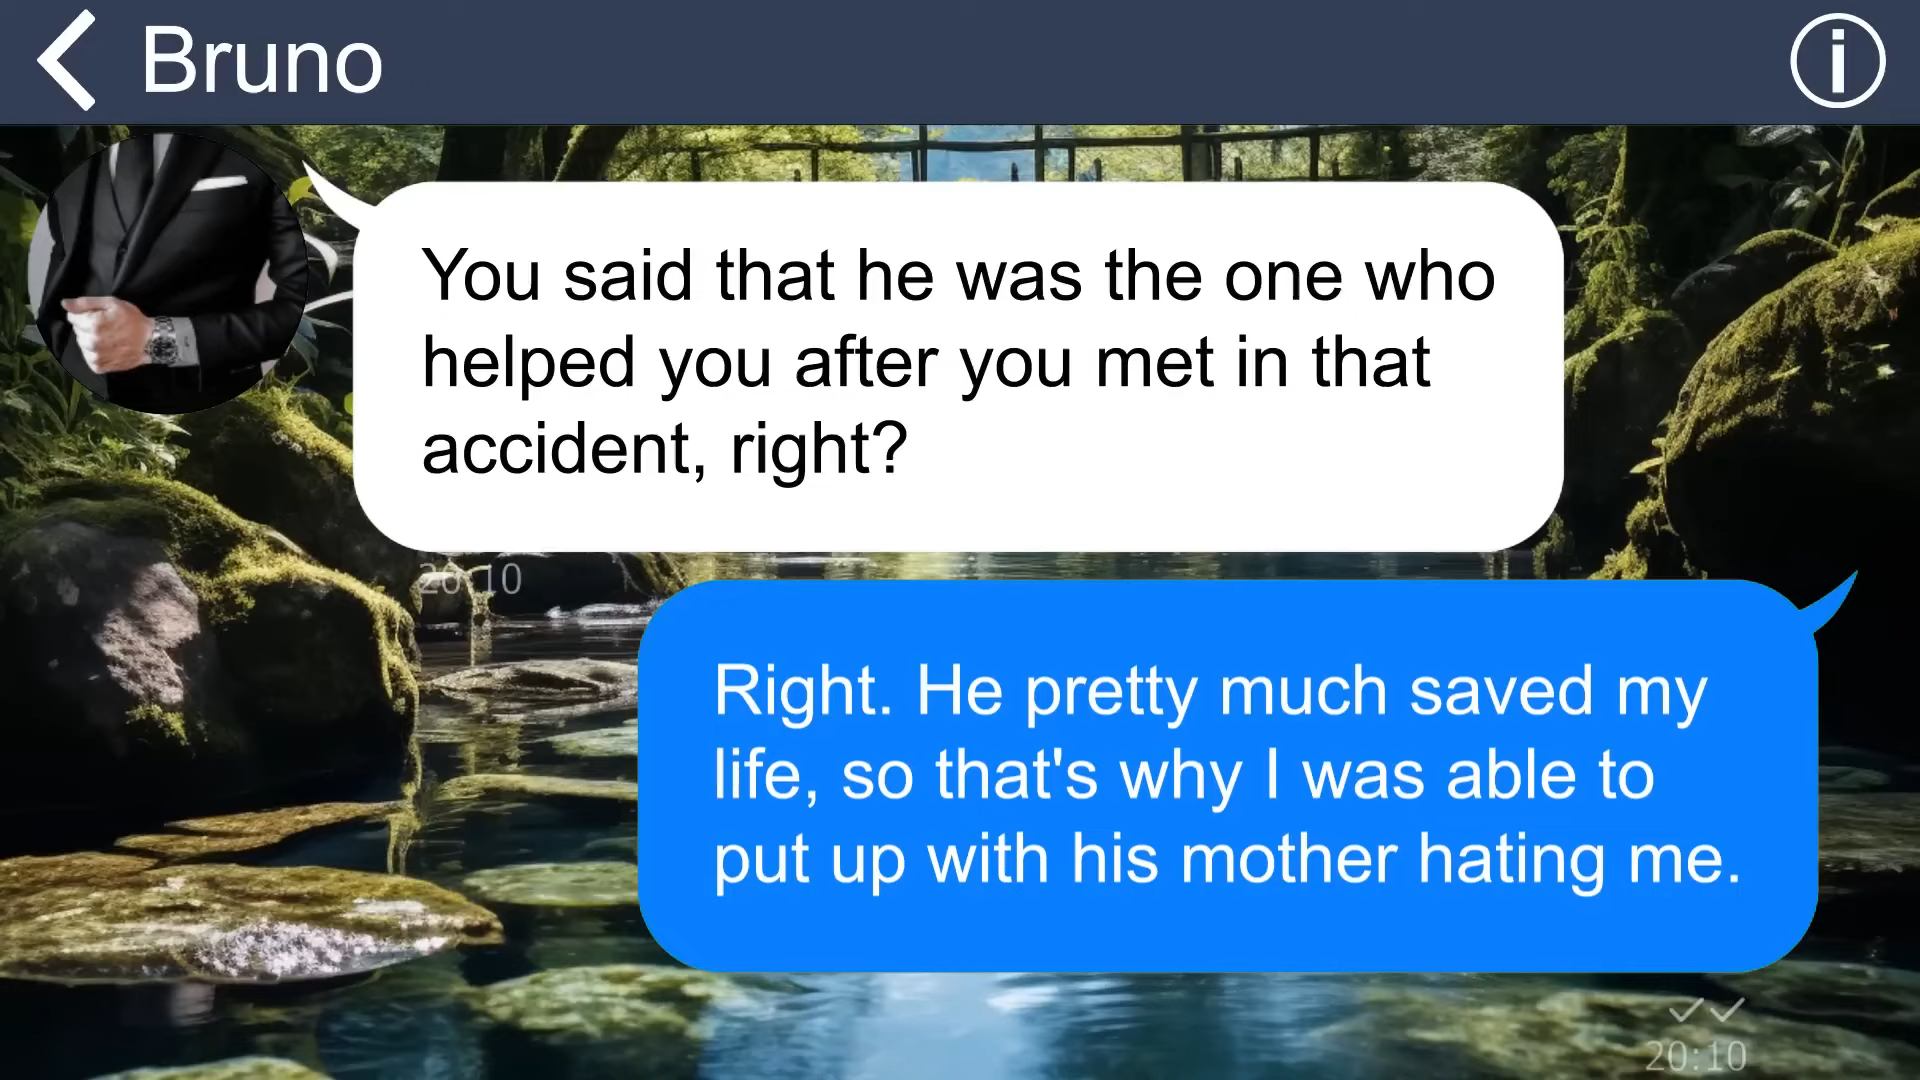 Bruno
You said that he was the one who
helped you after you met in that
accident, right?
20:10
Right. He pretty much saved my
life, so that's why I was able to
put up with his mother hating me.
20:10